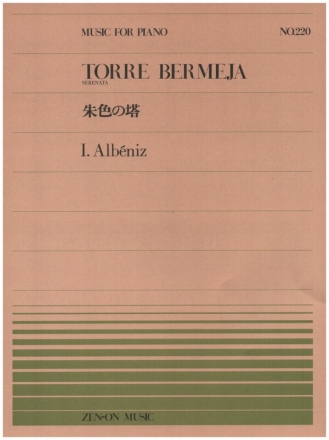 MUSIC FOR PIANO NO.220
TORRE BERMEJA
SERENATA
朱色の塔
I. Albéniz
ZEN-ON MUSIC